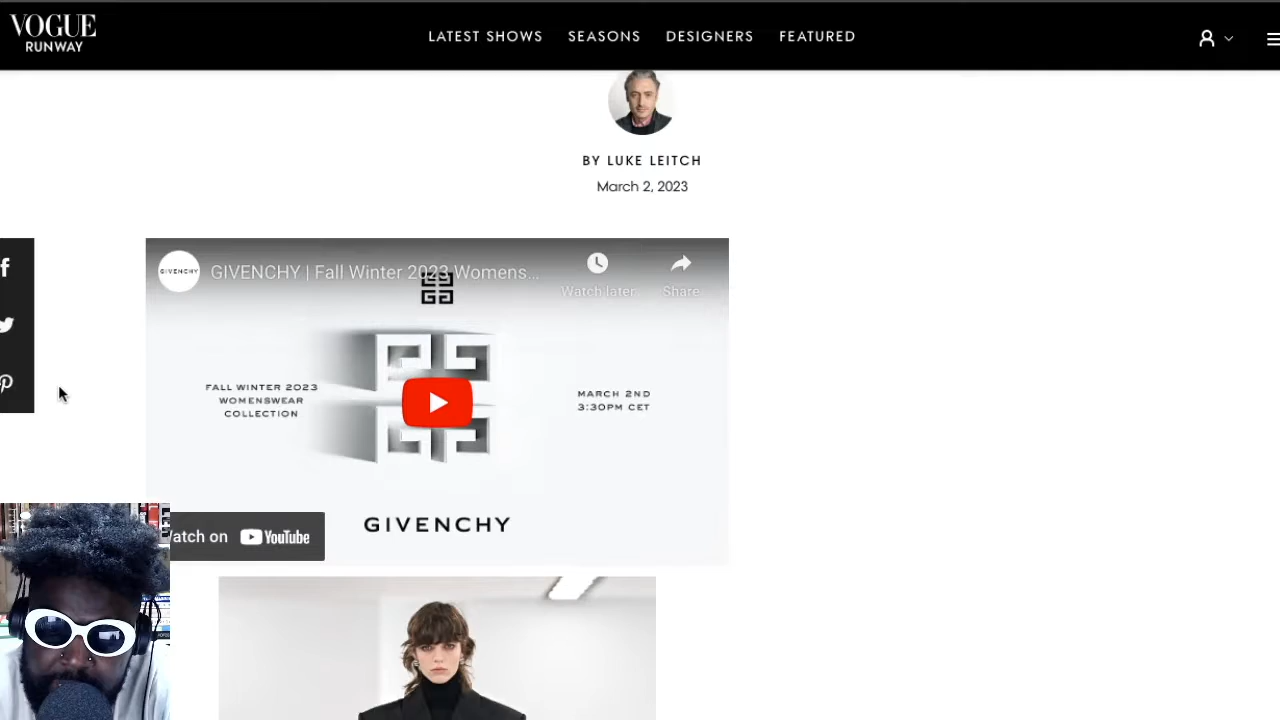 VOGUE
RUNWAY
LATEST SHOWS
SEASONS
DESIGNERS
FEATURED
BY LUKE LEITCH
March 2, 2023
GIVENCHY
GIVENCHY | Fall Winter 2023 Womens...
Watch later
Share
FALL WINTER 2023
WOMENSWEAR
COLLECTION
MARCH 2ND
3:30PM CET
atch on YouTube
GIVENCHY